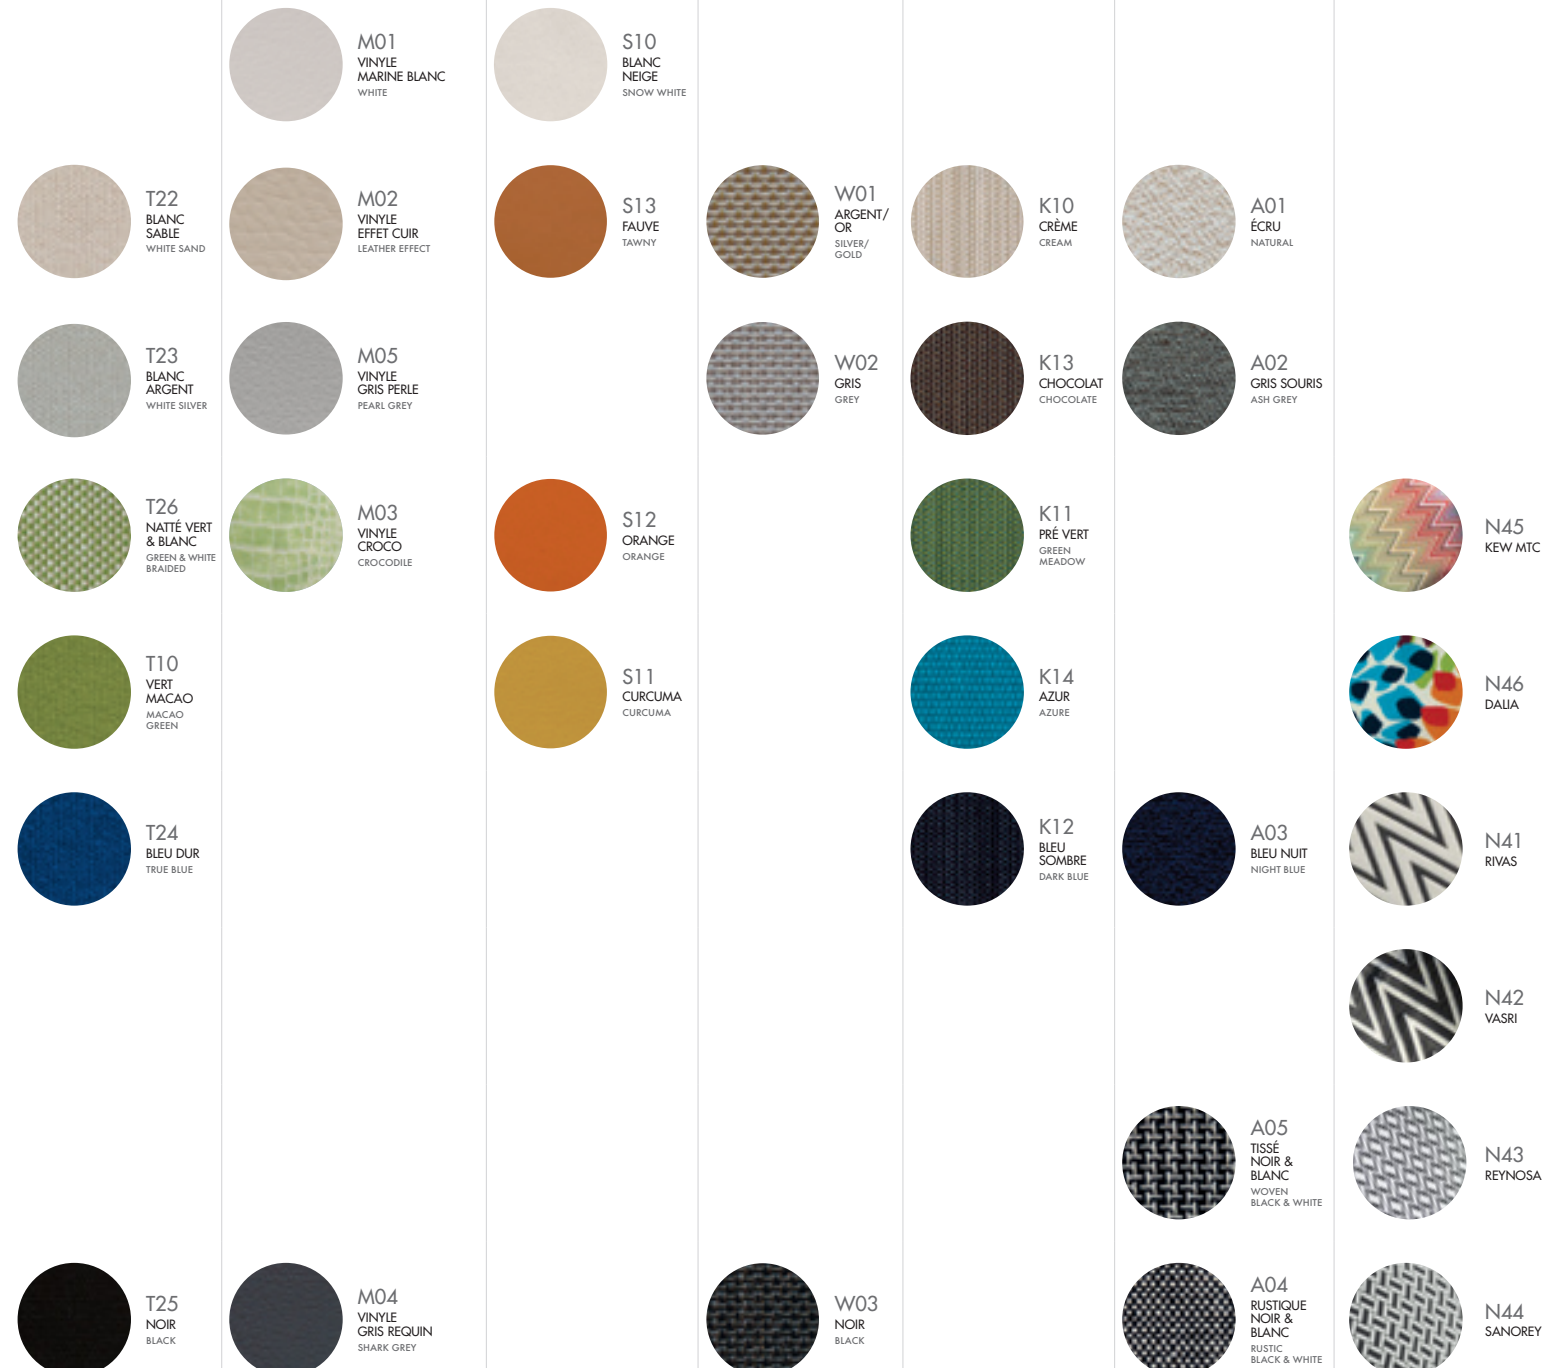 M01
VINYLE
MARINE BLANC
WHITE
S10
BLANC
NEIGE
SNOW WHITE
T22
BLANC
SABLE
WHITE SAND
M02
VINYLE
EFFET CUIR
LEATHER EFFECT
S13
FAUVE
TAWNY
W01
ARGENT/
OR
SILVER/
GOLD
K10
CRÈME
CREAM
A01
ÉCRU
NATURAL
T23
BLANC
ARGENT
WHITE SILVER
M05
VINYLE
GRIS PERLE
PEARL GREY
W02
GRIS
GREY
K13
CHOCOLAT
CHOCOLATE
A02
GRIS SOURIS
ASH GREY
T26
NATTÉ VERT
& BLANC
GREEN & WHITE
BRAIDED
M03
VINYLE
CROCO
CROCODILE
S12
ORANGE
ORANGE
K11
PRÉ VERT
GREEN
MEADOW
N45
KEW MTC
T10
VERT
MACAO
MACAO
GREEN
S11
CURCUMA
CURCUMA
K14
AZUR
AZURE
N46
DALIA
T24
BLEU DUR
TRUE BLUE
K12
BLEU
SOMBRE
DARK BLUE
A03
BLEU NUIT
NIGHT BLUE
N41
RIVAS
N42
VASRI
A05
TISSÉ
NOIR &
BLANC
WOVEN
BLACK & WHITE
N43
REYNOSA
T25
NOIR
BLACK
M04
VINYLE
GRIS REQUIN
SHARK GREY
W03
NOIR
BLACK
A04
RUSTIQUE
NOIR &
BLANC
RUSTIC
BLACK & WHITE
N44
SANOREY